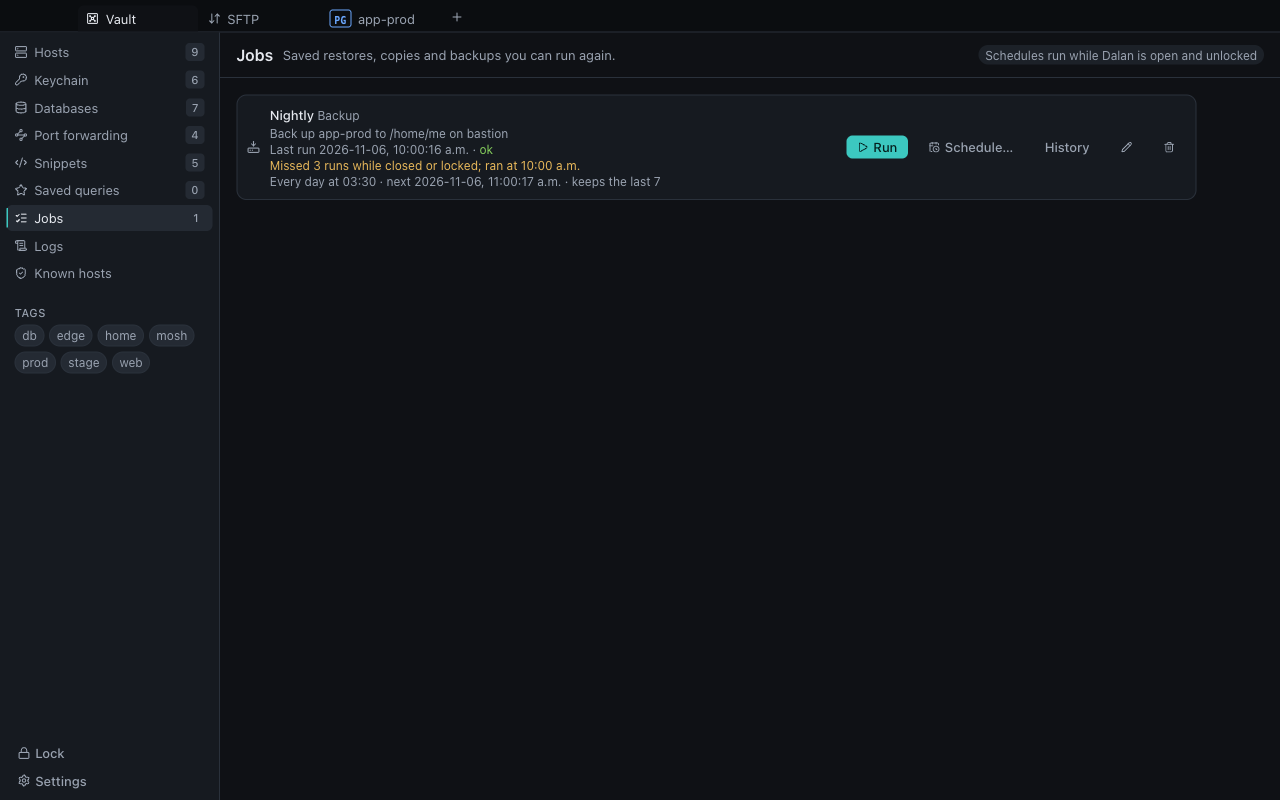 Vault
SFTP
PG app-prod
+
Hosts 9
Keychain 6
Databases 7
Port forwarding 4
Snippets 5
Saved queries 0
Jobs 1
Logs
Known hosts
TAGS
db edge home mosh
prod stage web
Lock
Settings
Jobs Saved restores, copies and backups you can run again.
Schedules run while Dalan is open and unlocked
Nightly Backup
Back up app-prod to /home/me on bastion
Last run 2026-11-06, 10:00:16 a.m. · ok
Missed 3 runs while closed or locked; ran at 10:00 a.m.
Every day at 03:30 · next 2026-11-06, 11:00:17 a.m. · keeps the last 7
Run
Schedule...
History